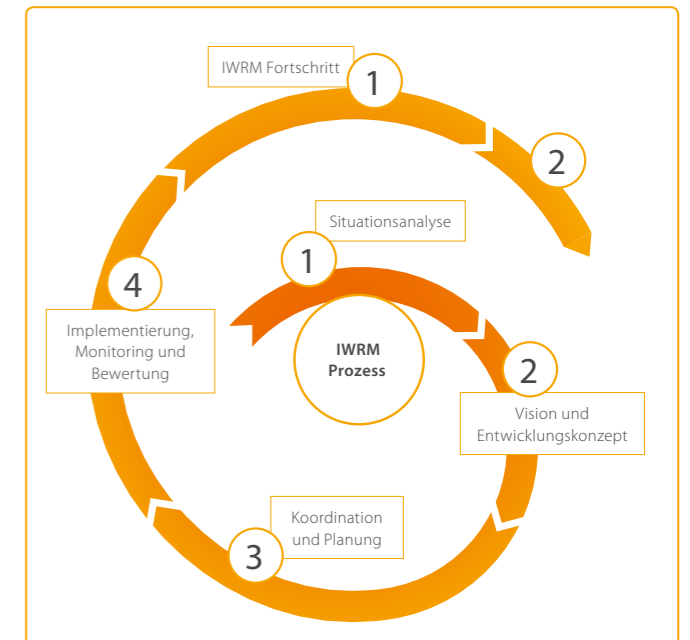 IWRM Fortschritt
1
2
Situationsanalyse
1
4
Implementierung,
Monitoring und
Bewertung
IWRM
Prozess
2
Vision und
Entwicklungskonzept
Koordination
und Planung
3